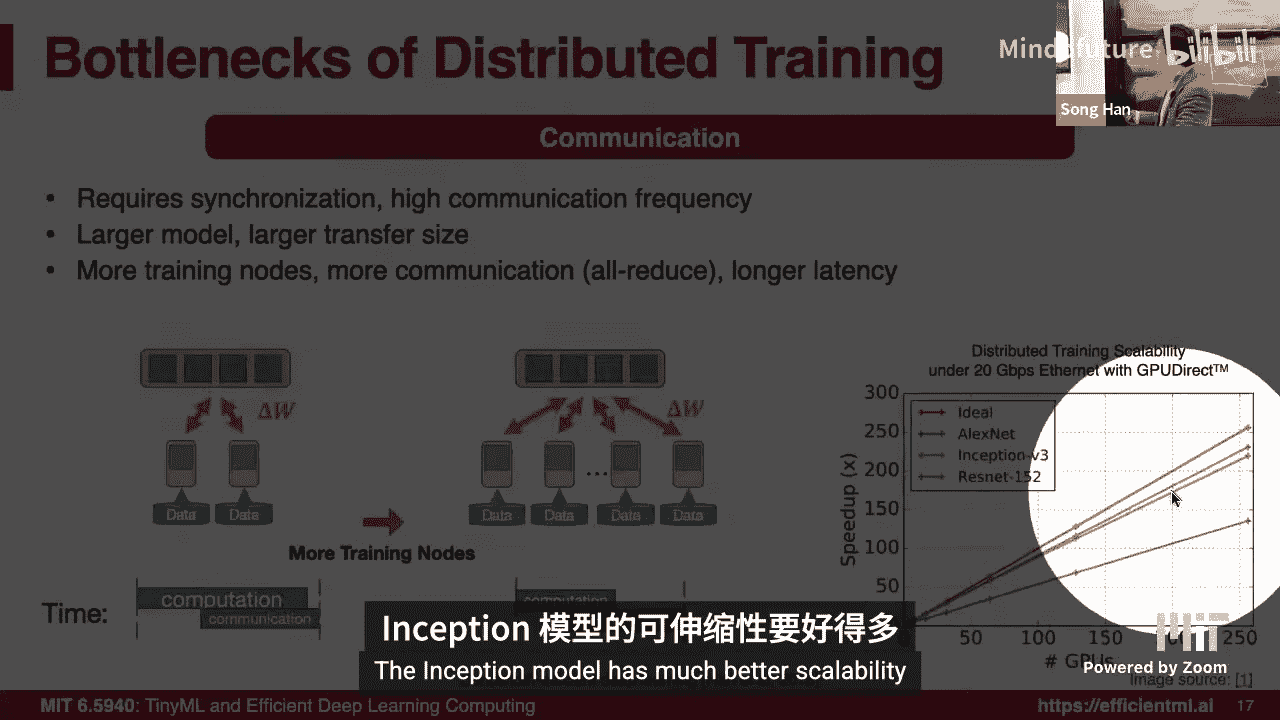 Bottlenecks of Distributed Training
Mind future bilibili
Song Han
Communication
• Requires synchronization, high communication frequency
• Larger model, larger transfer size
• More training nodes, more communication (all-reduce), longer latency
ΔW
Data Data
More Training Nodes
ΔW
...
Data Data Data Data
Time:
computation
communication
computation
Distributed Training Scalability
under 20 Gbps Ethernet with GPUDirect™
Speedup (x)
300
250
200
150
100
50
Ideal
AlexNet
Inception-v3
Resnet-152
50 100 150 250
# GPUs
Inception 模型的可伸缩性要好得多
The Inception model has much better scalability
MIT
Powered by Zoom
Image source: [1]
MIT 6.5940: TinyML and Efficient Deep Learning Computing
https://efficientml.ai 17